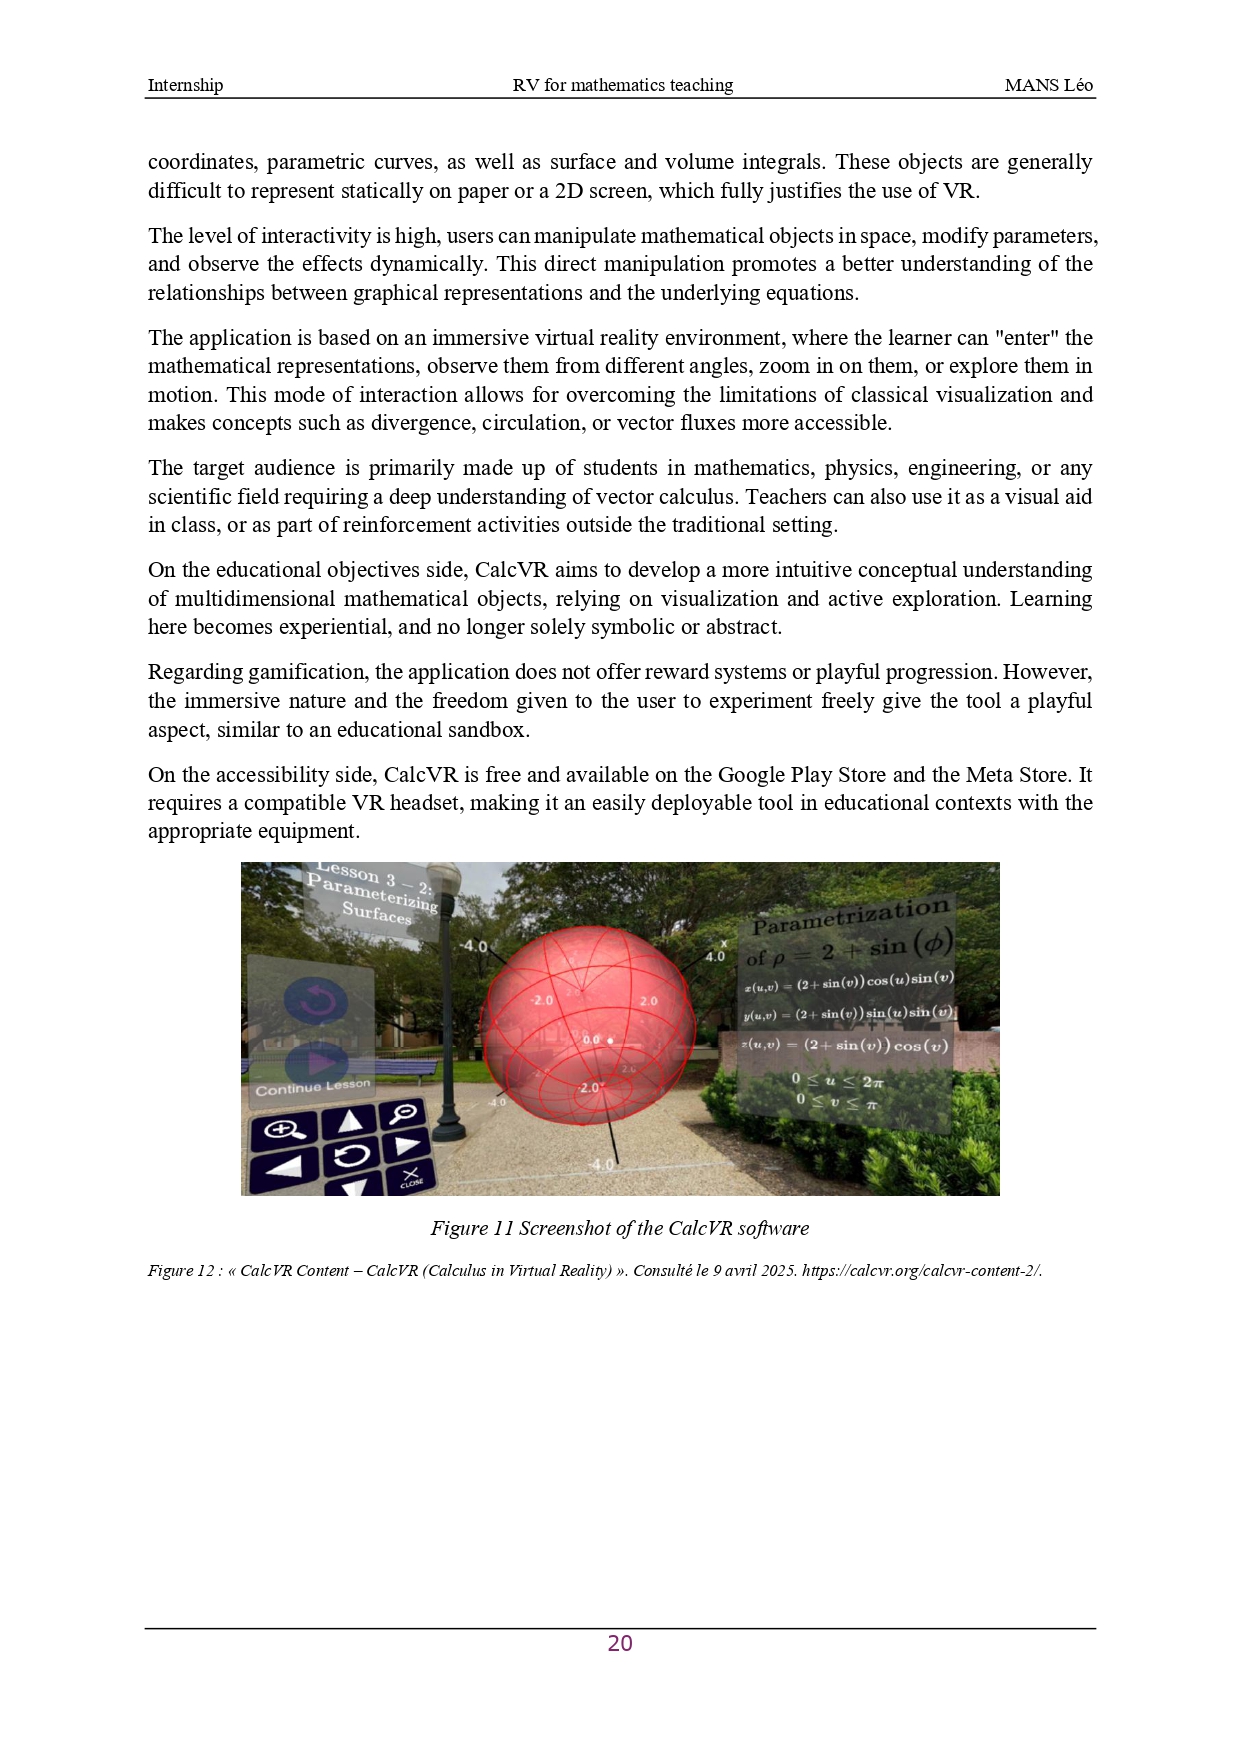 Internship RV for mathematics teaching MANS Léo
coordinates, parametric curves, as well as surface and volume integrals. These objects are generally
difficult to represent statically on paper or a 2D screen, which fully justifies the use of VR.
The level of interactivity is high, users can manipulate mathematical objects in space, modify parameters,
and observe the effects dynamically. This direct manipulation promotes a better understanding of the
relationships between graphical representations and the underlying equations.
The application is based on an immersive virtual reality environment, where the learner can "enter" the
mathematical representations, observe them from different angles, zoom in on them, or explore them in
motion. This mode of interaction allows for overcoming the limitations of classical visualization and
makes concepts such as divergence, circulation, or vector fluxes more accessible.
The target audience is primarily made up of students in mathematics, physics, engineering, or any
scientific field requiring a deep understanding of vector calculus. Teachers can also use it as a visual aid
in class, or as part of reinforcement activities outside the traditional setting.
On the educational objectives side, CalcVR aims to develop a more intuitive conceptual understanding
of multidimensional mathematical objects, relying on visualization and active exploration. Learning
here becomes experiential, and no longer solely symbolic or abstract.
Regarding gamification, the application does not offer reward systems or playful progression. However,
the immersive nature and the freedom given to the user to experiment freely give the tool a playful
aspect, similar to an educational sandbox.
On the accessibility side, CalcVR is free and available on the Google Play Store and the Meta Store. It
requires a compatible VR headset, making it an easily deployable tool in educational contexts with the
appropriate equipment.
Lesson 3 – 2:
Parameterizing
Surfaces
Continue Lesson
CLOSE
-4.0
x
4.0
-2.0
2.0
0.0
-2.0
2.0
-2.0
-4.0
-4.0
Parametrization
of ρ = 2 + sin (ϕ)
x(u,v) = (2+sin(v))cos(u)sin(v)
y(u,v) = (2+sin(v))sin(u)sin(v)
z(u,v) = (2+sin(v))cos(v)
0 ≤ u ≤ 2π
0 ≤ v ≤ π
Figure 11 Screenshot of the CalcVR software
Figure 12 : « CalcVR Content – CalcVR (Calculus in Virtual Reality) ». Consulté le 9 avril 2025. https://calcvr.org/calcvr-content-2/.
20